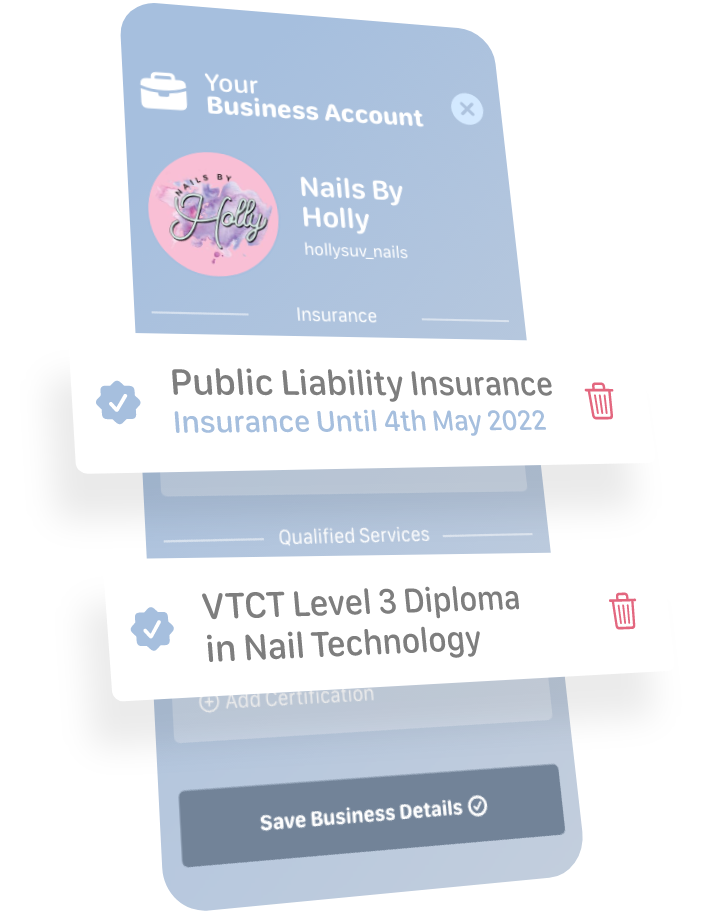 Your
Business Account
NAILS BY
Holly
Nails By
Holly
hollysuv_nails
Insurance
Public Liability Insurance
Insurance Until 4th May 2022
Qualified Services
VTCT Level 3 Diploma
in Nail Technology
Add Certification
Save Business Details